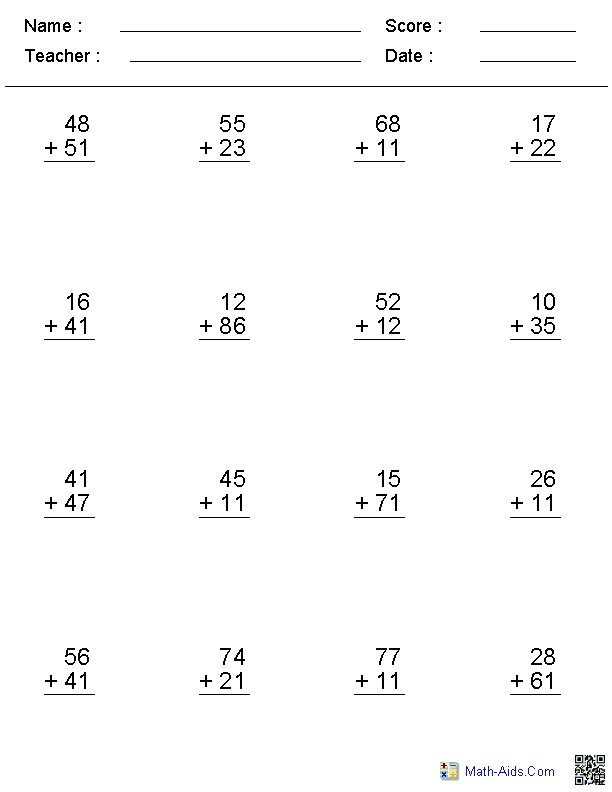 Name : Score :
Teacher : Date :
48 55 68 17
+ 51 + 23 + 11 + 22
16 12 52 10
+ 41 + 86 + 12 + 35
41 45 15 26
+ 47 + 11 + 71 + 11
56 74 77 28
+ 41 + 21 + 11 + 61
Math-Aids.Com